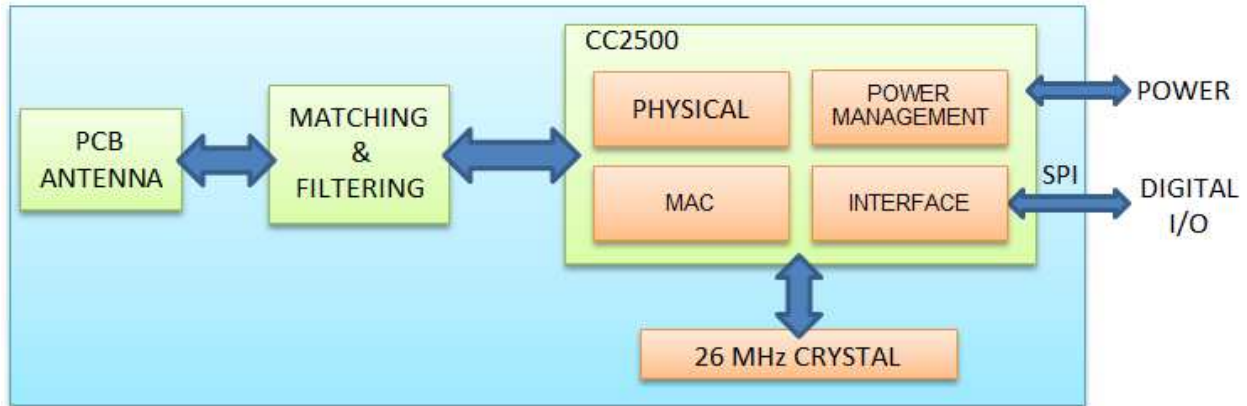 CC2500
PHYSICAL
POWER
MANAGEMENT
POWER
PCB
ANTENNA
MATCHING
&
FILTERING
MAC
INTERFACE
SPI
DIGITAL
I/O
26 MHz CRYSTAL